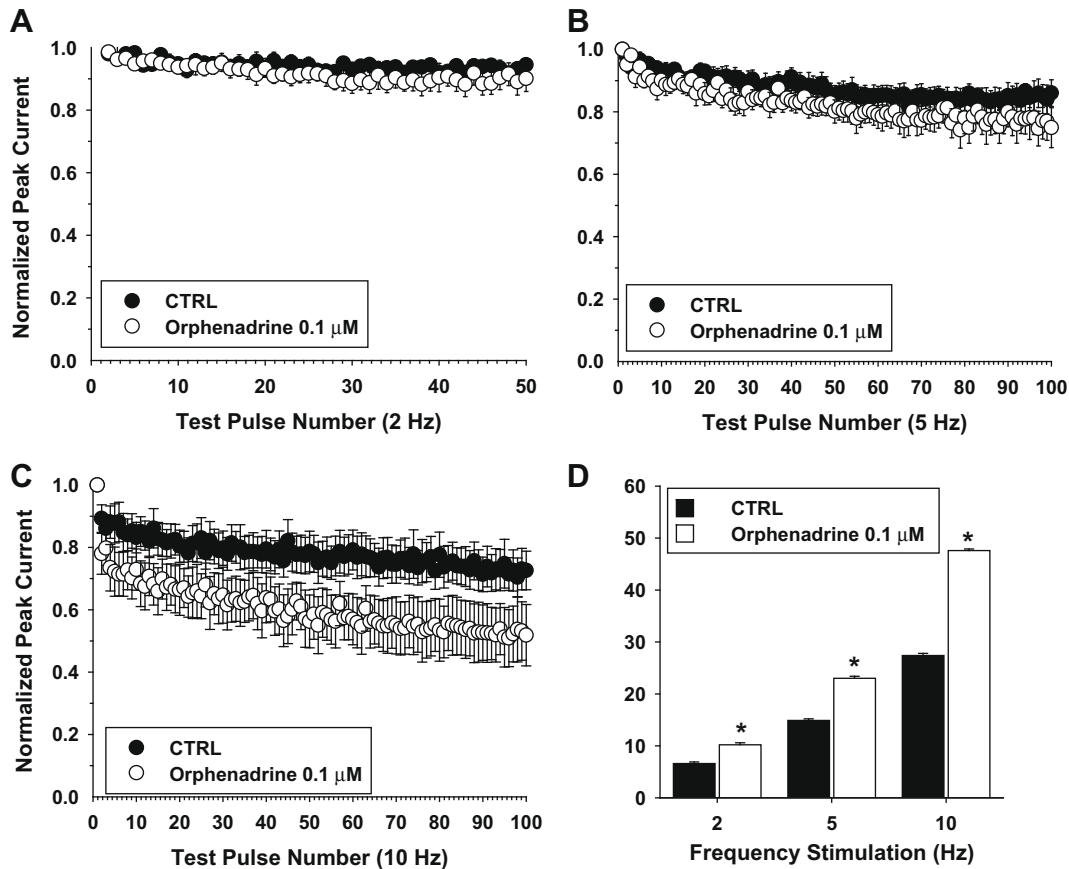 A
Normalized Peak Current
1.0
0.8
0.6
0.4
0.2
0.0
CTRL
Orphenadrine 0.1 μM
0 10 20 30 40 50
Test Pulse Number (2 Hz)
B
1.0
0.8
0.6
0.4
0.2
0.0
CTRL
Orphenadrine 0.1 μM
0 10 20 30 40 50 60 70 80 90 100
Test Pulse Number (5 Hz)
C
Normalized Peak Current
1.0
0.8
0.6
0.4
0.2
0.0
CTRL
Orphenadrine 0.1 μM
0 10 20 30 40 50 60 70 80 90 100
Test Pulse Number (10 Hz)
D
60
50
40
30
20
10
0
CTRL
Orphenadrine 0.1 μM
* * *
2 5 10
Frequency Stimulation (Hz)